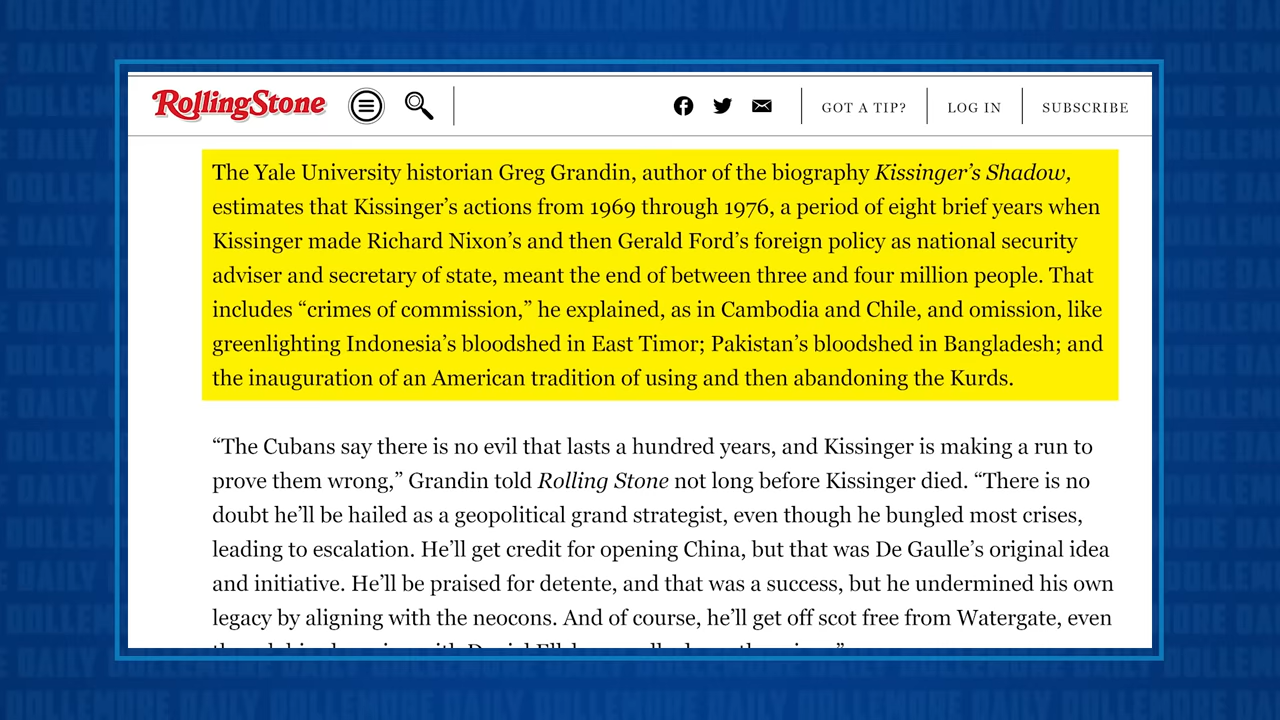 RollingStone
GOT A TIP?
LOG IN
SUBSCRIBE
The Yale University historian Greg Grandin, author of the biography Kissinger’s Shadow,
estimates that Kissinger’s actions from 1969 through 1976, a period of eight brief years when
Kissinger made Richard Nixon’s and then Gerald Ford’s foreign policy as national security
adviser and secretary of state, meant the end of between three and four million people. That
includes “crimes of commission,” he explained, as in Cambodia and Chile, and omission, like
greenlighting Indonesia’s bloodshed in East Timor; Pakistan’s bloodshed in Bangladesh; and
the inauguration of an American tradition of using and then abandoning the Kurds.
“The Cubans say there is no evil that lasts a hundred years, and Kissinger is making a run to
prove them wrong,” Grandin told Rolling Stone not long before Kissinger died. “There is no
doubt he’ll be hailed as a geopolitical grand strategist, even though he bungled most crises,
leading to escalation. He’ll get credit for opening China, but that was De Gaulle’s original idea
and initiative. He’ll be praised for detente, and that was a success, but he undermined his own
legacy by aligning with the neocons. And of course, he’ll get off scot free from Watergate, even